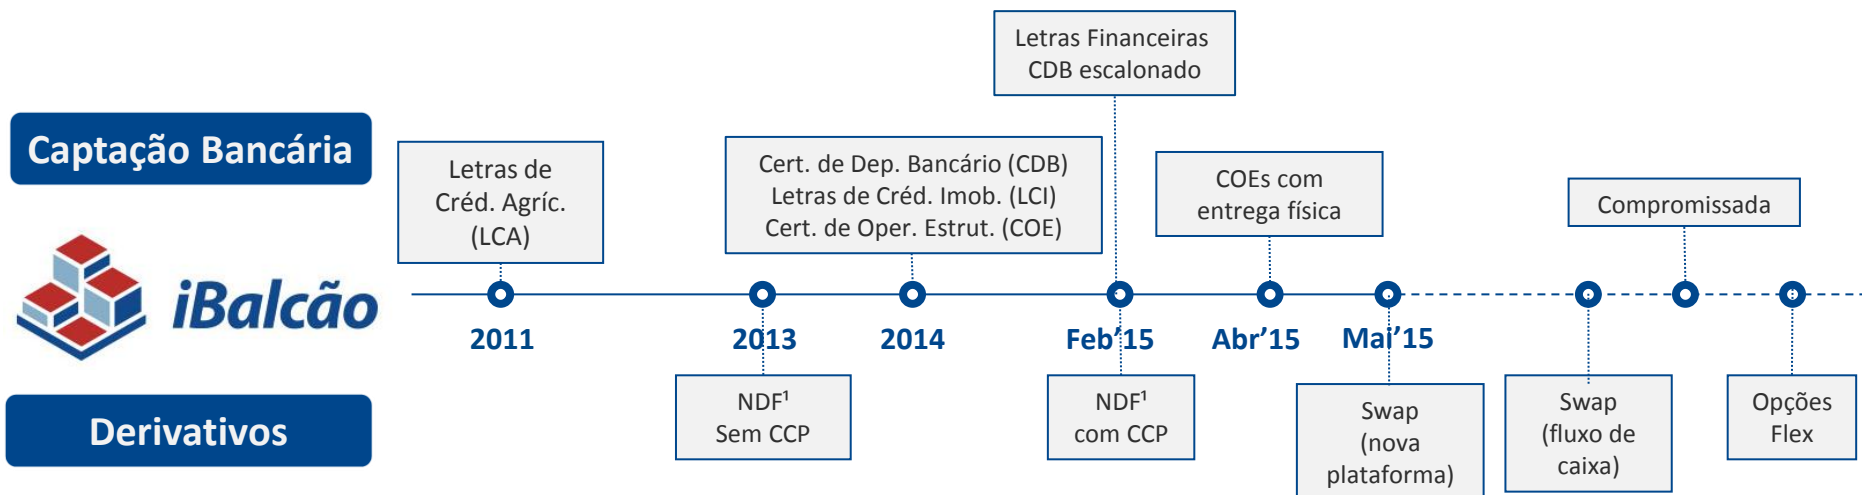 Letras Financeiras
CDB escalonado
Captação Bancária
Letras de
Créd. Agríc.
(LCA)
Cert. de Dep. Bancário (CDB)
Letras de Créd. Imob. (LCI)
Cert. de Oper. Estrut. (COE)
COEs com
entrega física
Compromissada
iBalcão
2011
2013
2014
Feb'15
Abr'15
Mai'15
Derivativos
NDF¹
Sem CCP
NDF¹
com CCP
Swap
(nova
plataforma)
Swap
(fluxo de
caixa)
Opções
Flex